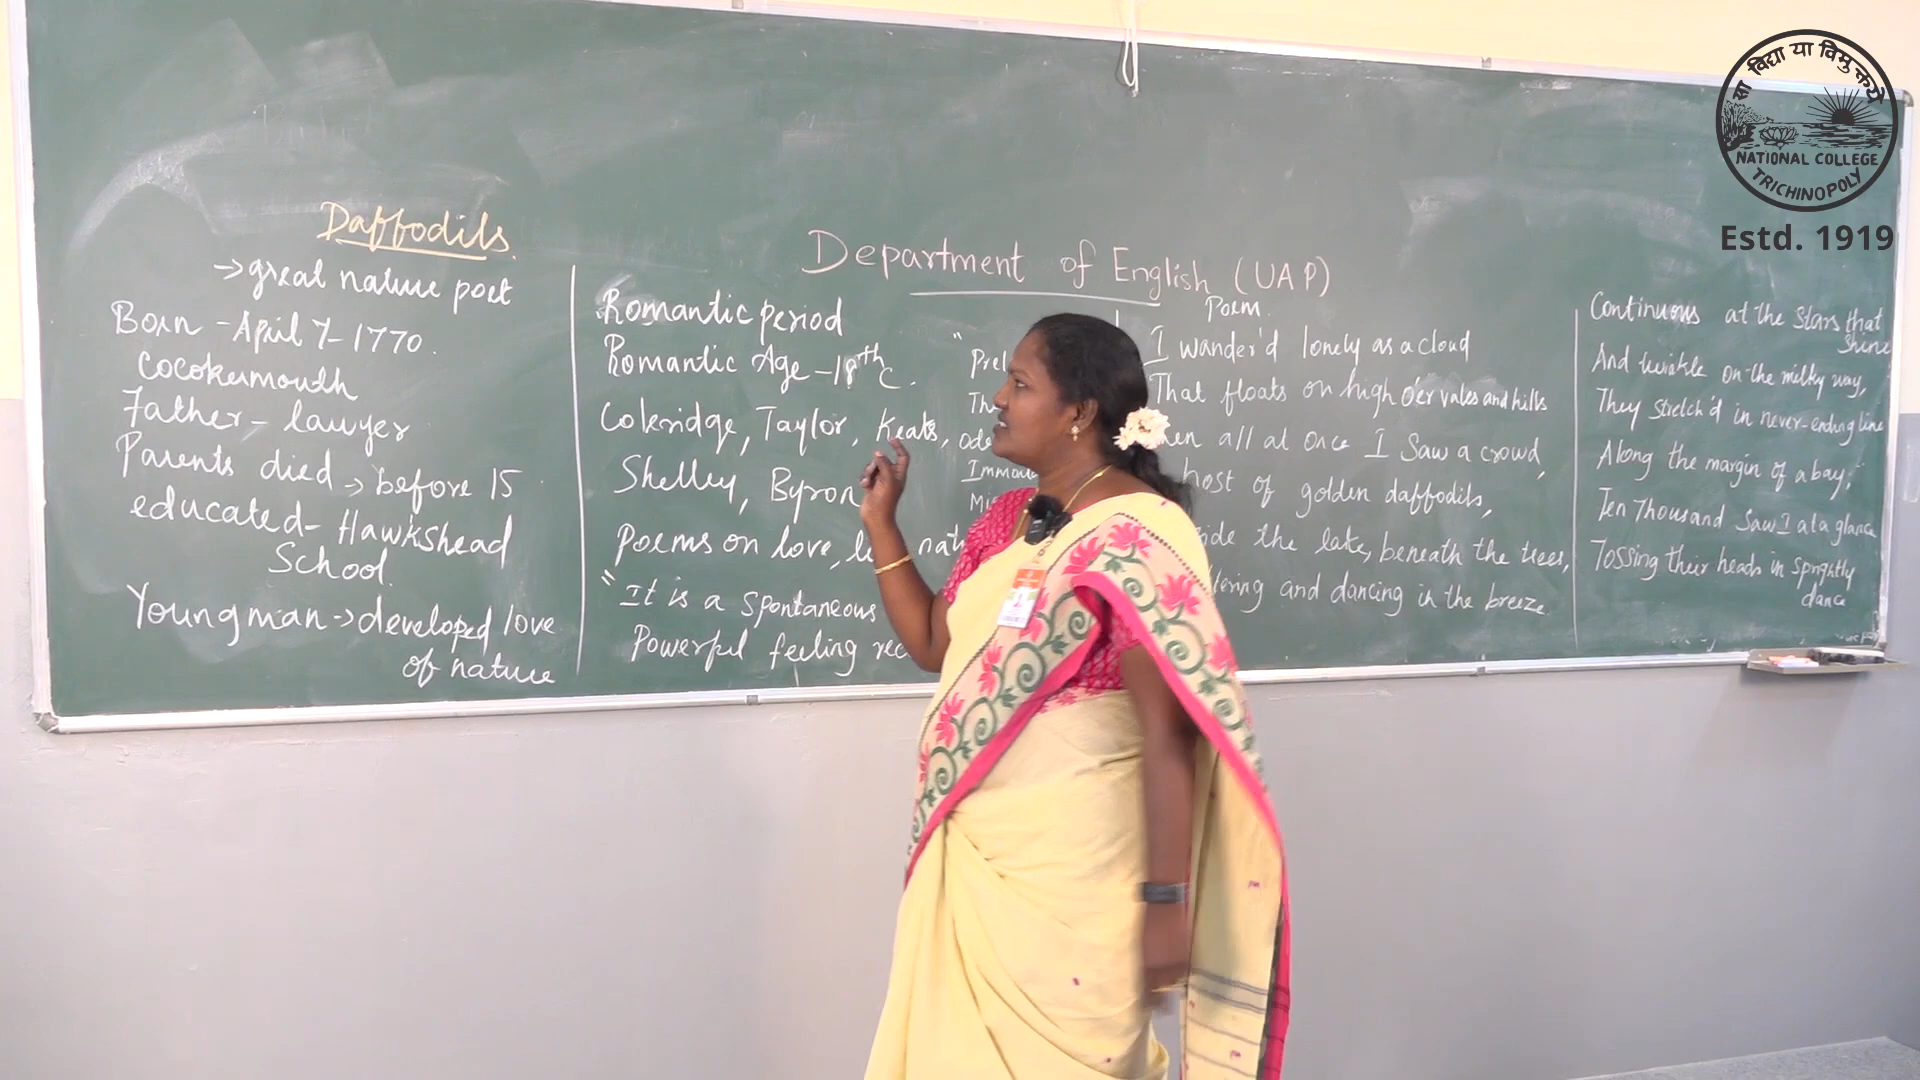 Daffodils
→great nature poet
Born - April 7- 1770.
Cocokermouth
Father - lawyer
Parents died → before 15
educated - Hawkshead
School.
Young man → developed love
of nature
Department of English (UAP)
Romantic period
Romantic Age - 18th C.
Coleridge, Taylor, Keats,
Shelley, Byron
Poems on love,
"It is a spontaneous
Powerful feeling
Poem
I wander'd lonely as a cloud
That floats on high o'er vales and hills
all at once I saw a crowd,
host of golden daffodils,
the lake, beneath the trees,
and dancing in the breeze.
Continuous at the stars that
shine
And twinkle on the milky way,
They stretch'd in never-ending line
Along the margin of a bay;
Ten Thousand saw I at a glance
Tossing their heads in sprightly
dance
सा विद्या या विमुक्तये
NATIONAL COLLEGE
TRICHINOPOLY
Estd. 1919